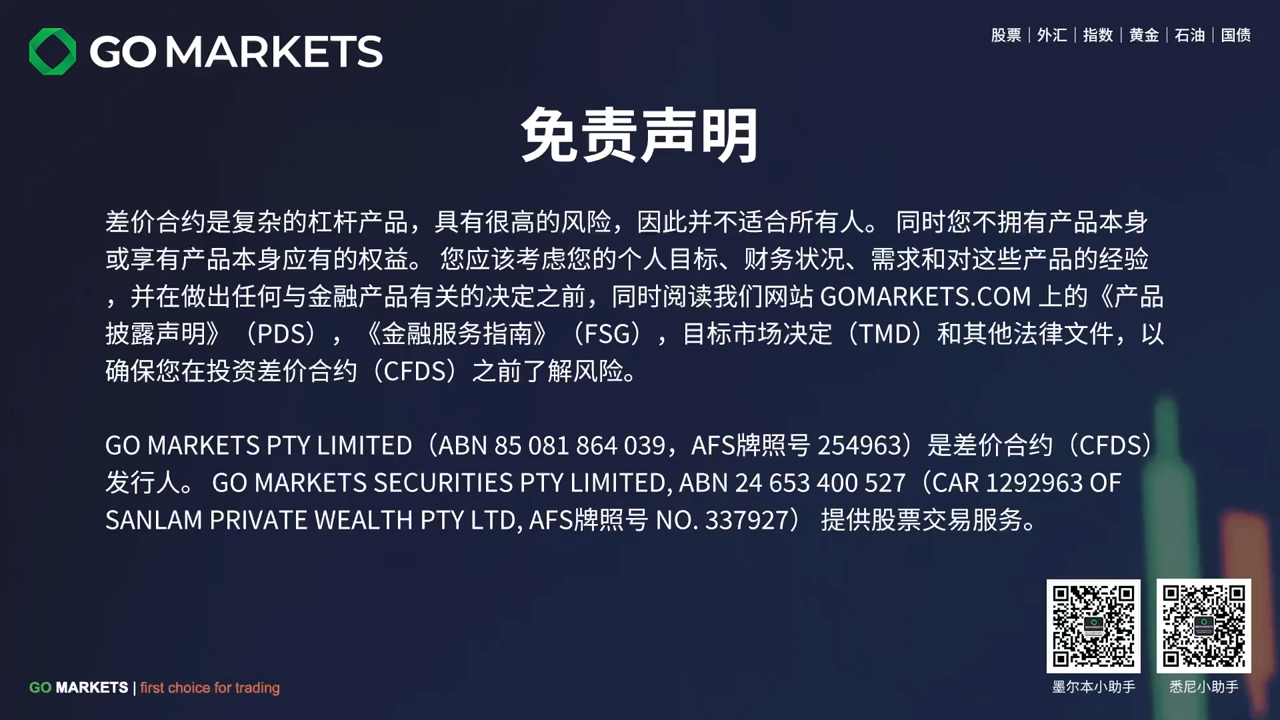 GO MARKETS
股票｜外汇｜指数｜黄金｜石油｜国债
免责声明
差价合约是复杂的杠杆产品，具有很高的风险，因此并不适合所有人。 同时您不拥有产品本身
或享有产品本身应有的权益。 您应该考虑您的个人目标、财务状况、需求和对这些产品的经验
，并在做出任何与金融产品有关的决定之前，同时阅读我们网站 GOMARKETS.COM 上的《产品
披露声明》（PDS），《金融服务指南》（FSG），目标市场决定（TMD）和其他法律文件，以
确保您在投资差价合约（CFDS）之前了解风险。
GO MARKETS PTY LIMITED（ABN 85 081 864 039，AFS牌照号 254963）是差价合约（CFDS）
发行人。 GO MARKETS SECURITIES PTY LIMITED, ABN 24 653 400 527（CAR 1292963 OF
SANLAM PRIVATE WEALTH PTY LTD, AFS牌照号 NO. 337927） 提供股票交易服务。
GO MARKETS | first choice for trading
墨尔本小助手
悉尼小助手